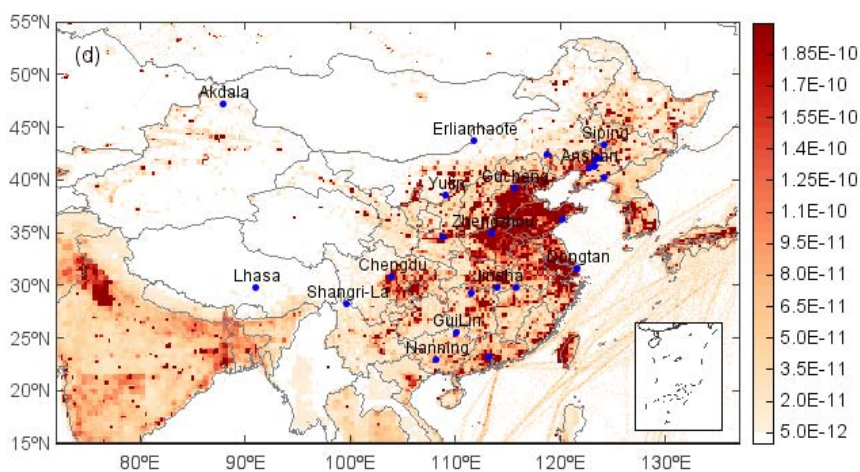 55ºN
(d)
50ºN
45ºN
40ºN
35ºN
30ºN
25ºN
20ºN
15ºN
80ºE
90ºE
100ºE
110ºE
120ºE
130ºE
Akdala
Erlianhaote
Siping
Anshan
Yulin
Gucheng
Zhengzhou
Dongtan
Lhasa
Chengdu
Jinsha
Shangri-La
GuiLin
Nanning
1.85E-10
1.70E-10
1.55E-10
1.40E-10
1.25E-10
1.10E-10
9.5E-11
8.0E-11
6.5E-11
5.0E-11
3.5E-11
2.0E-11
5.0E-12